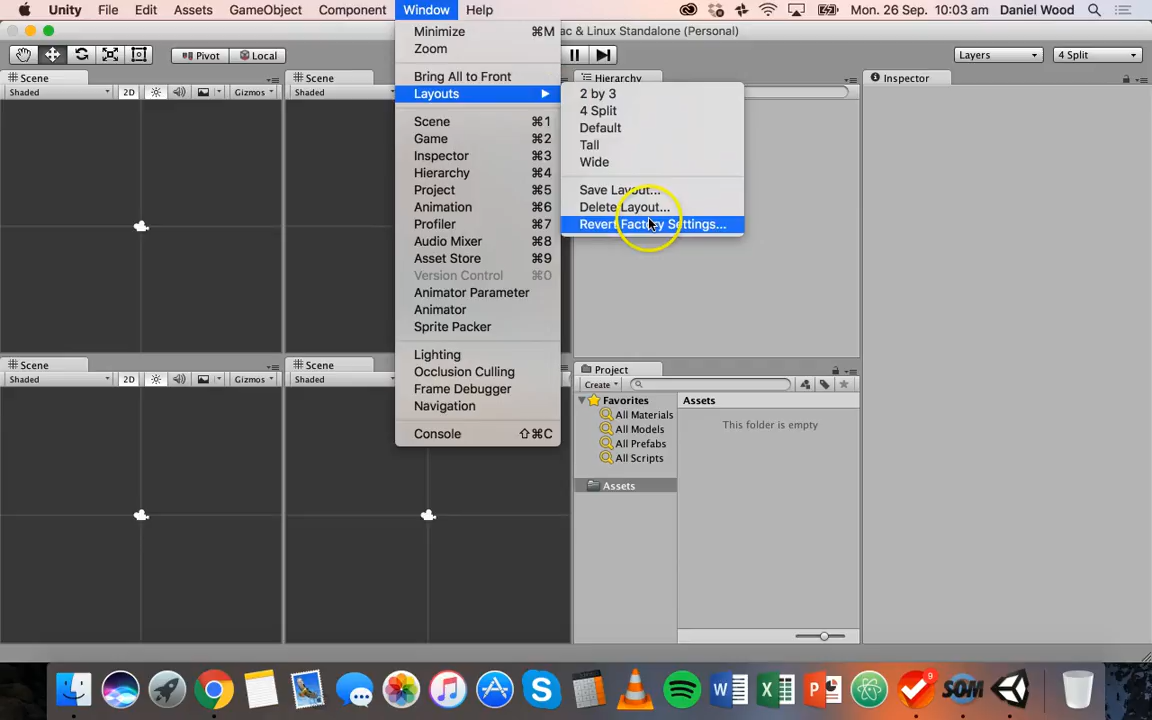 Unity File Edit Assets GameObject Component Window Help Mon. 26 Sep. 10:03 am Daniel Wood
ac & Linux Standalone (Personal)
Pivot Local Layers 4 Split
Scene Scene Hierarchy Inspector
Shaded 2D Gizmos Shaded
Minimize ⌘M
Zoom
Bring All to Front
Layouts
Scene ⌘1
Game ⌘2
Inspector ⌘3
Hierarchy ⌘4
Project ⌘5
Animation ⌘6
Profiler ⌘7
Audio Mixer ⌘8
Asset Store ⌘9
Version Control ⌘0
Animator Parameter
Animator
Sprite Packer
Lighting
Occlusion Culling
Frame Debugger
Navigation
Console ⇧⌘C
2 by 3
4 Split
Default
Tall
Wide
Save Layout...
Delete Layout...
Revert Factory Settings...
Scene Scene
Shaded 2D Gizmos Shaded
Project
Create
Favorites
All Materials
All Models
All Prefabs
All Scripts
Assets
Assets
This folder is empty
9
SOM